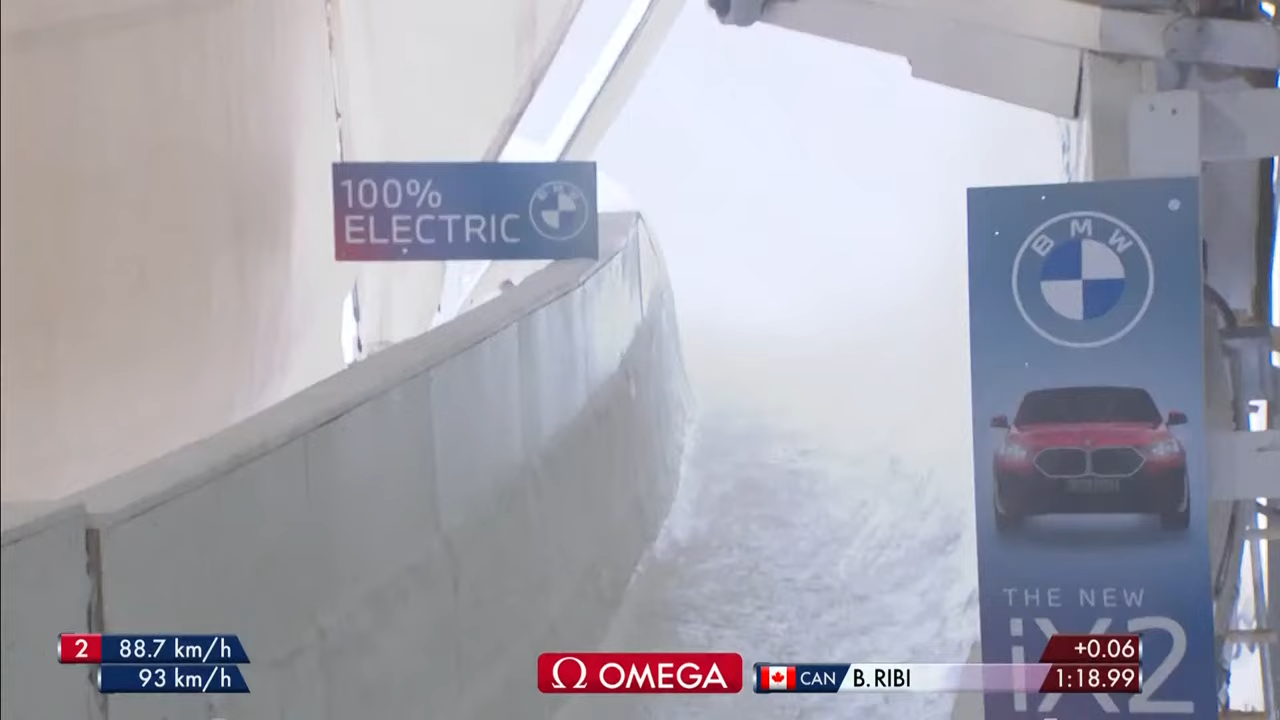 100%
ELECTRIC
BMW
BMW
THE NEW
iX2
2 88.7 km/h
93 km/h
Ω OMEGA
CAN B.RIBI
+0.06
1:18.99